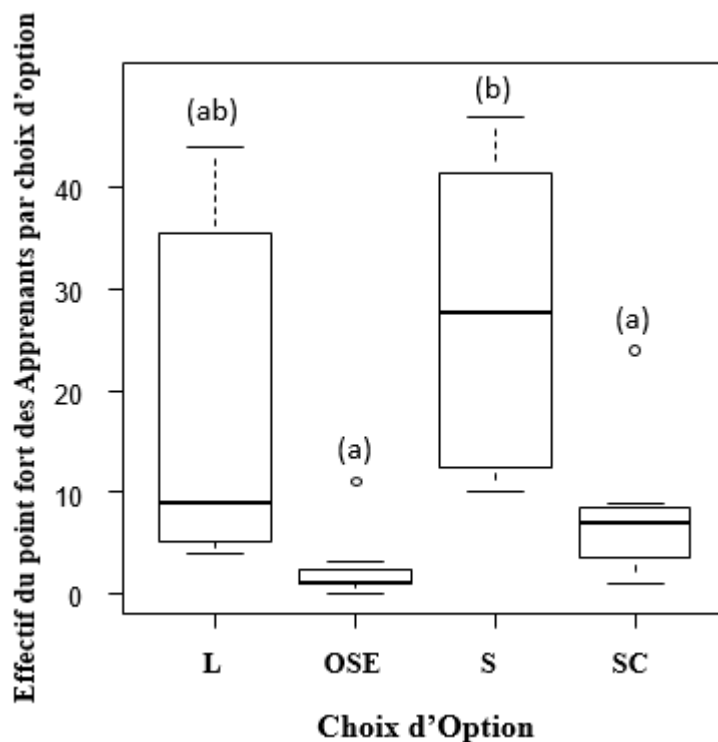 Effectif du point fort des Apprenants par choix d'option
(ab)
(b)
(a)
(a)
40
30
20
10
0
L OSE S SC
Choix d'Option